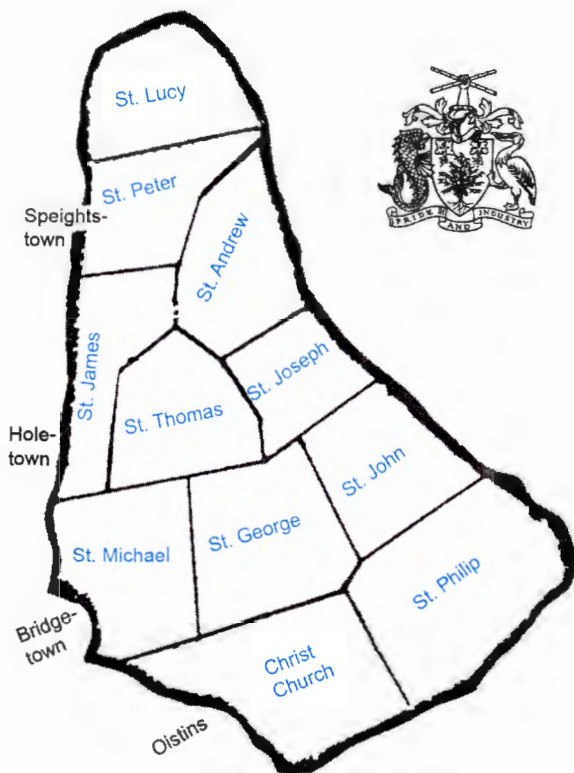 St. Lucy
St. Peter
Speights-
town
St. Andrew
St. James
St. Joseph
St. Thomas
Hole-
town
St. John
St. George
St. Michael
St. Philip
Bridge-
town
Christ
Church
Oistins
PRIDE
AND
INDUSTRY